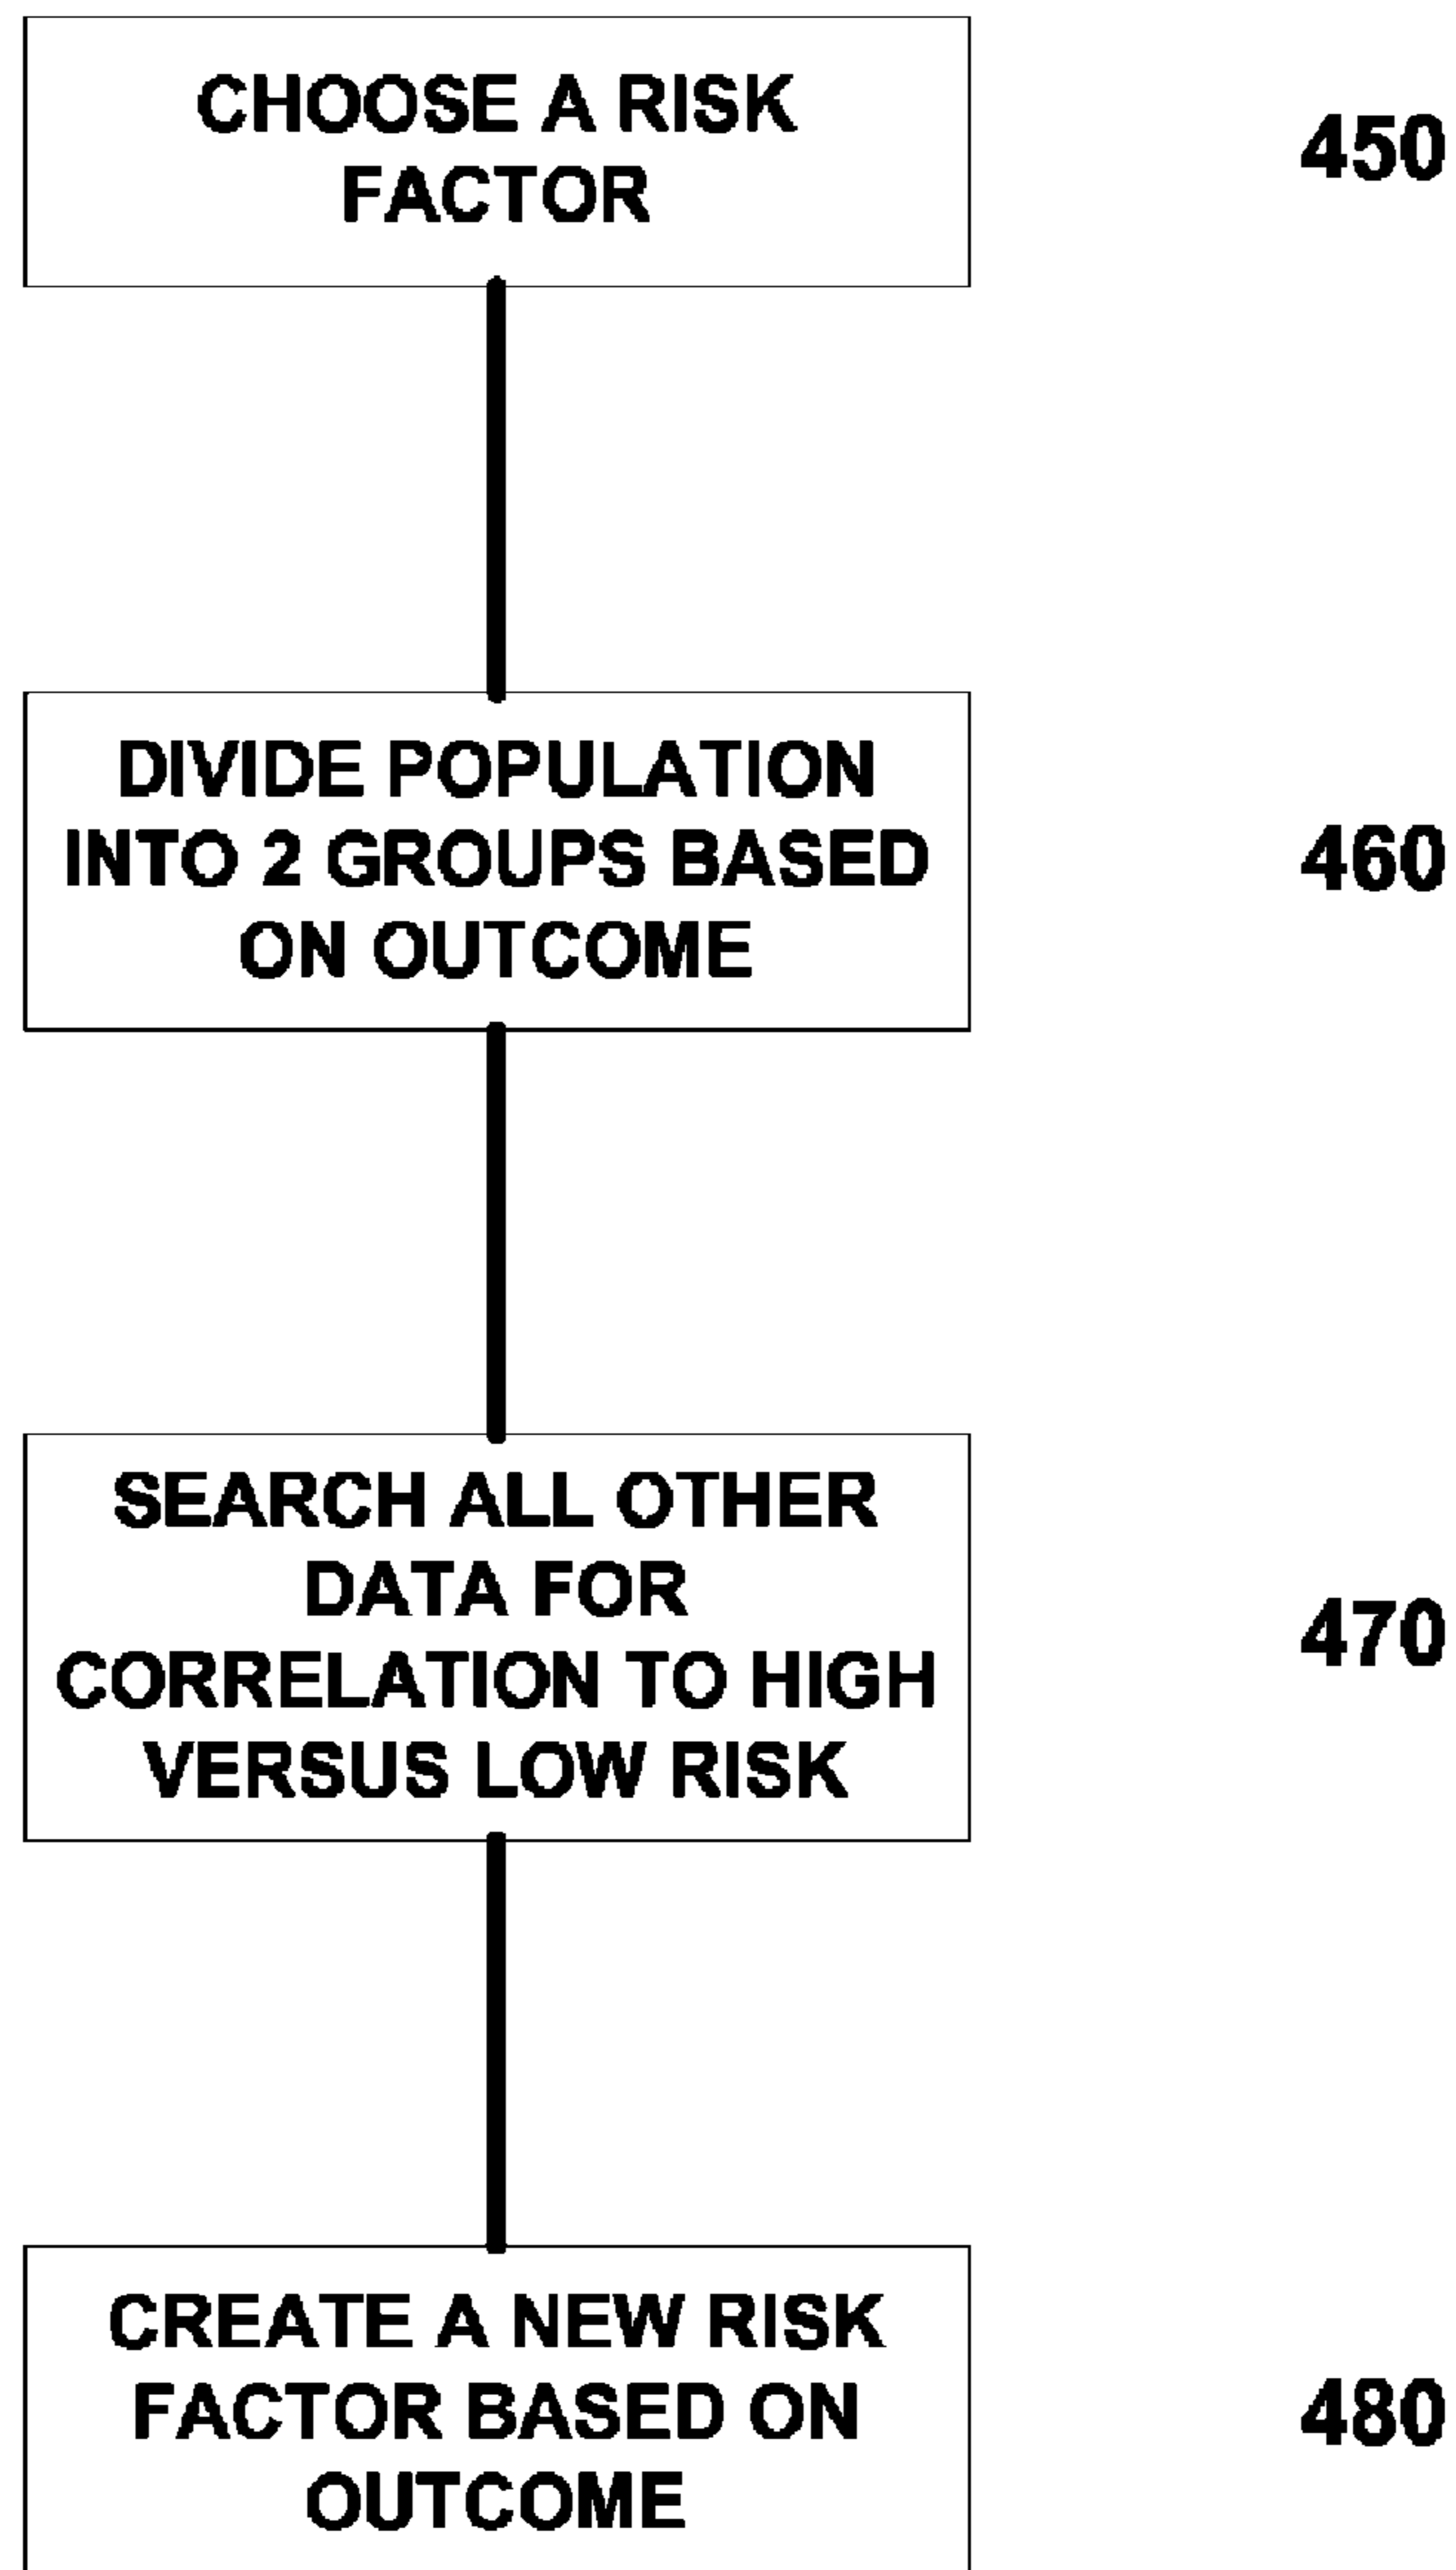 CHOOSE A RISK
FACTOR
450
DIVIDE POPULATION
INTO 2 GROUPS BASED
ON OUTCOME
460
SEARCH ALL OTHER
DATA FOR
CORRELATION TO HIGH
VERSUS LOW RISK
470
CREATE A NEW RISK
FACTOR BASED ON
OUTCOME
480